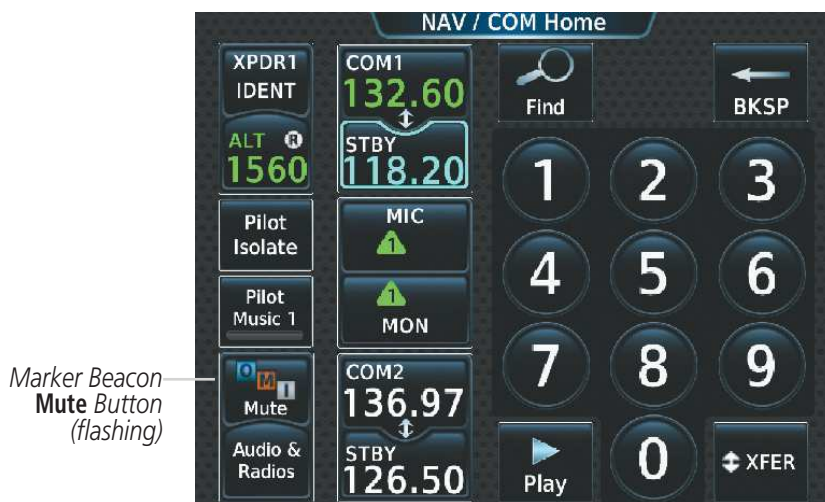 NAV / COM Home
XPDR1
IDENT
ALT R
1560
COM1
132.60
STBY
118.20
Find
BKSP
Pilot
Isolate
MIC
1
1
MON
Pilot
Music 1
1 2 3
4 5 6
7 8 9
0
Marker Beacon
Mute Button
(flashing)
O M I
Mute
Audio &
Radios
COM2
136.97
STBY
126.50
Play
XFER